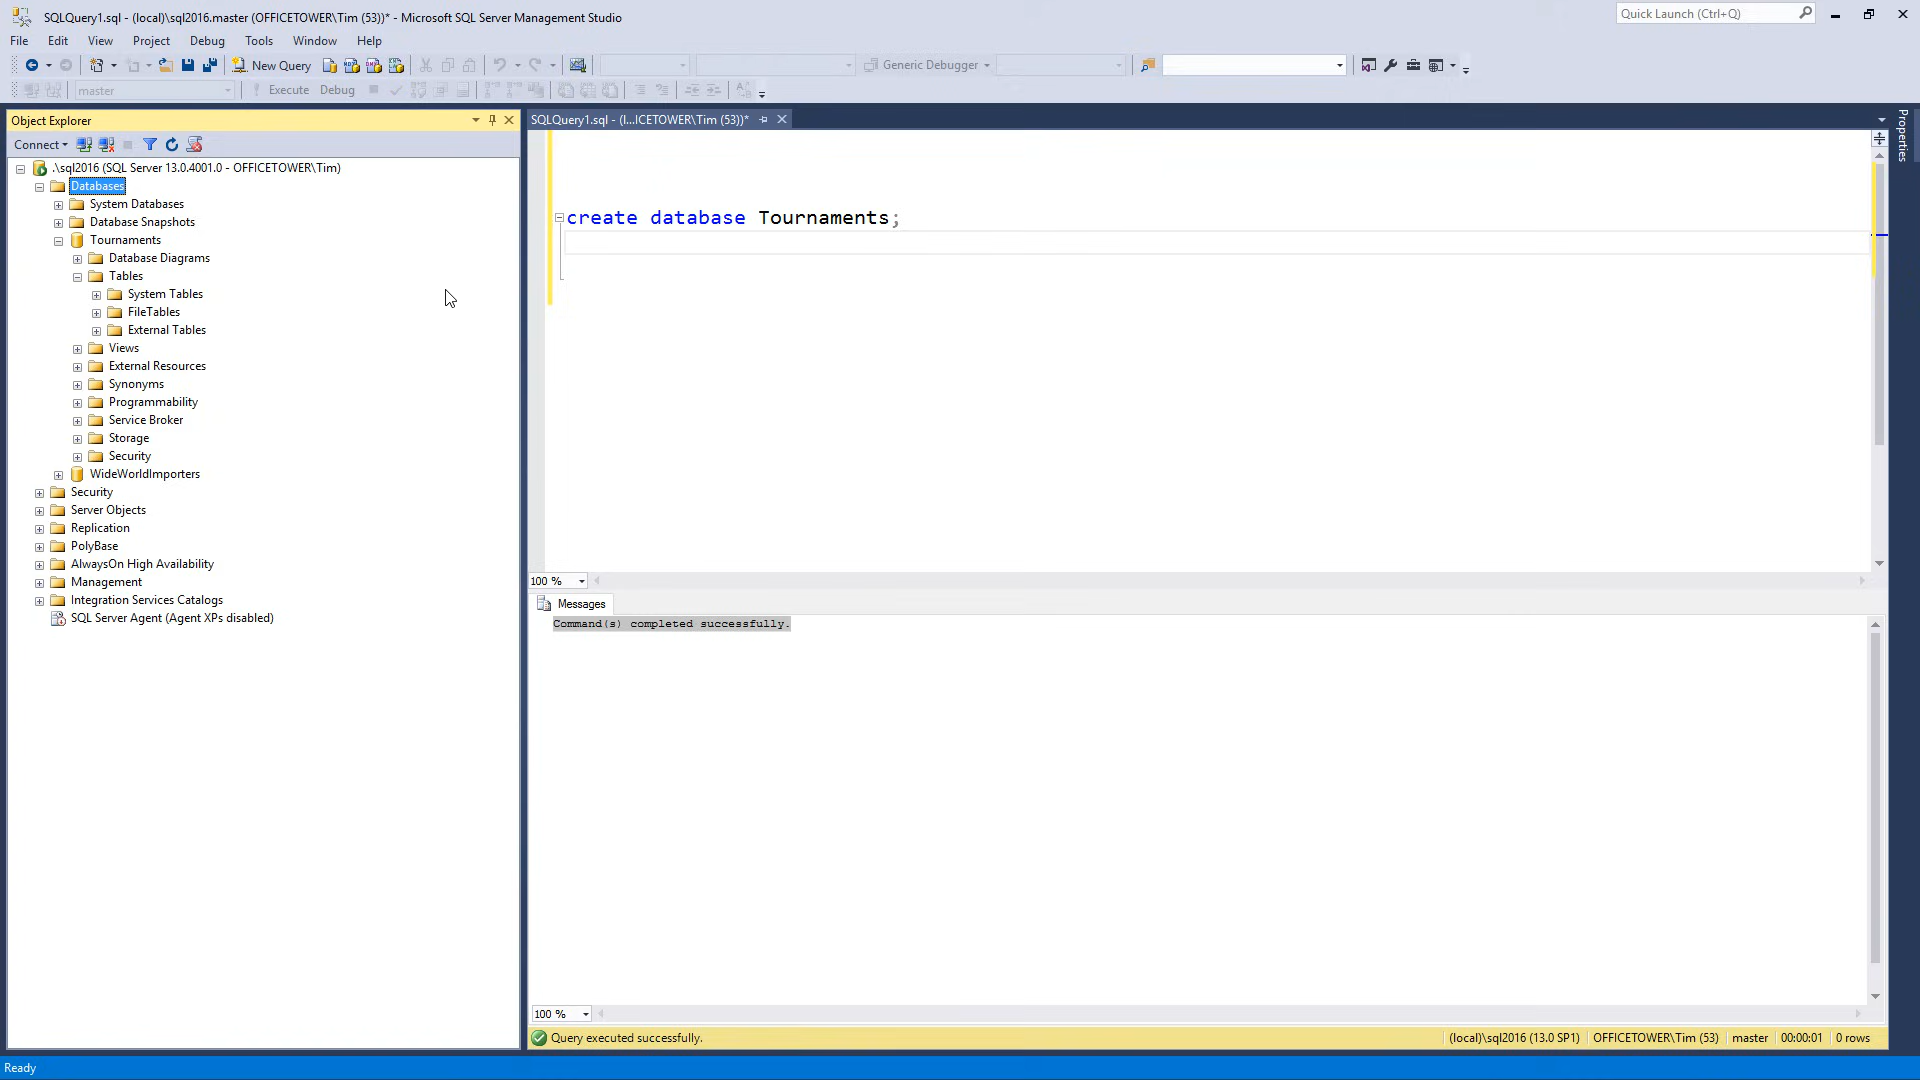 SQLQuery1.sql - (local)\sql2016.master (OFFICETOWER\Tim (53))* - Microsoft SQL Server Management Studio
Quick Launch (Ctrl+Q)
File Edit View Project Debug Tools Window Help
New Query
Generic Debugger
master
Execute Debug
Object Explorer
SQLQuery1.sql - (l...ICETOWER\Tim (53))*
Properties
Connect
.\sql2016 (SQL Server 13.0.4001.0 - OFFICETOWER\Tim)
Databases
System Databases
Database Snapshots
Tournaments
Database Diagrams
Tables
System Tables
FileTables
External Tables
Views
External Resources
Synonyms
Programmability
Service Broker
Storage
Security
WideWorldImporters
Security
Server Objects
Replication
PolyBase
AlwaysOn High Availability
Management
Integration Services Catalogs
SQL Server Agent (Agent XPs disabled)
create database Tournaments;
100 %
Messages
Command(s) completed successfully.
100 %
Query executed successfully.
(local)\sql2016 (13.0 SP1) OFFICETOWER\Tim (53) master 00:00:01 0 rows
Ready